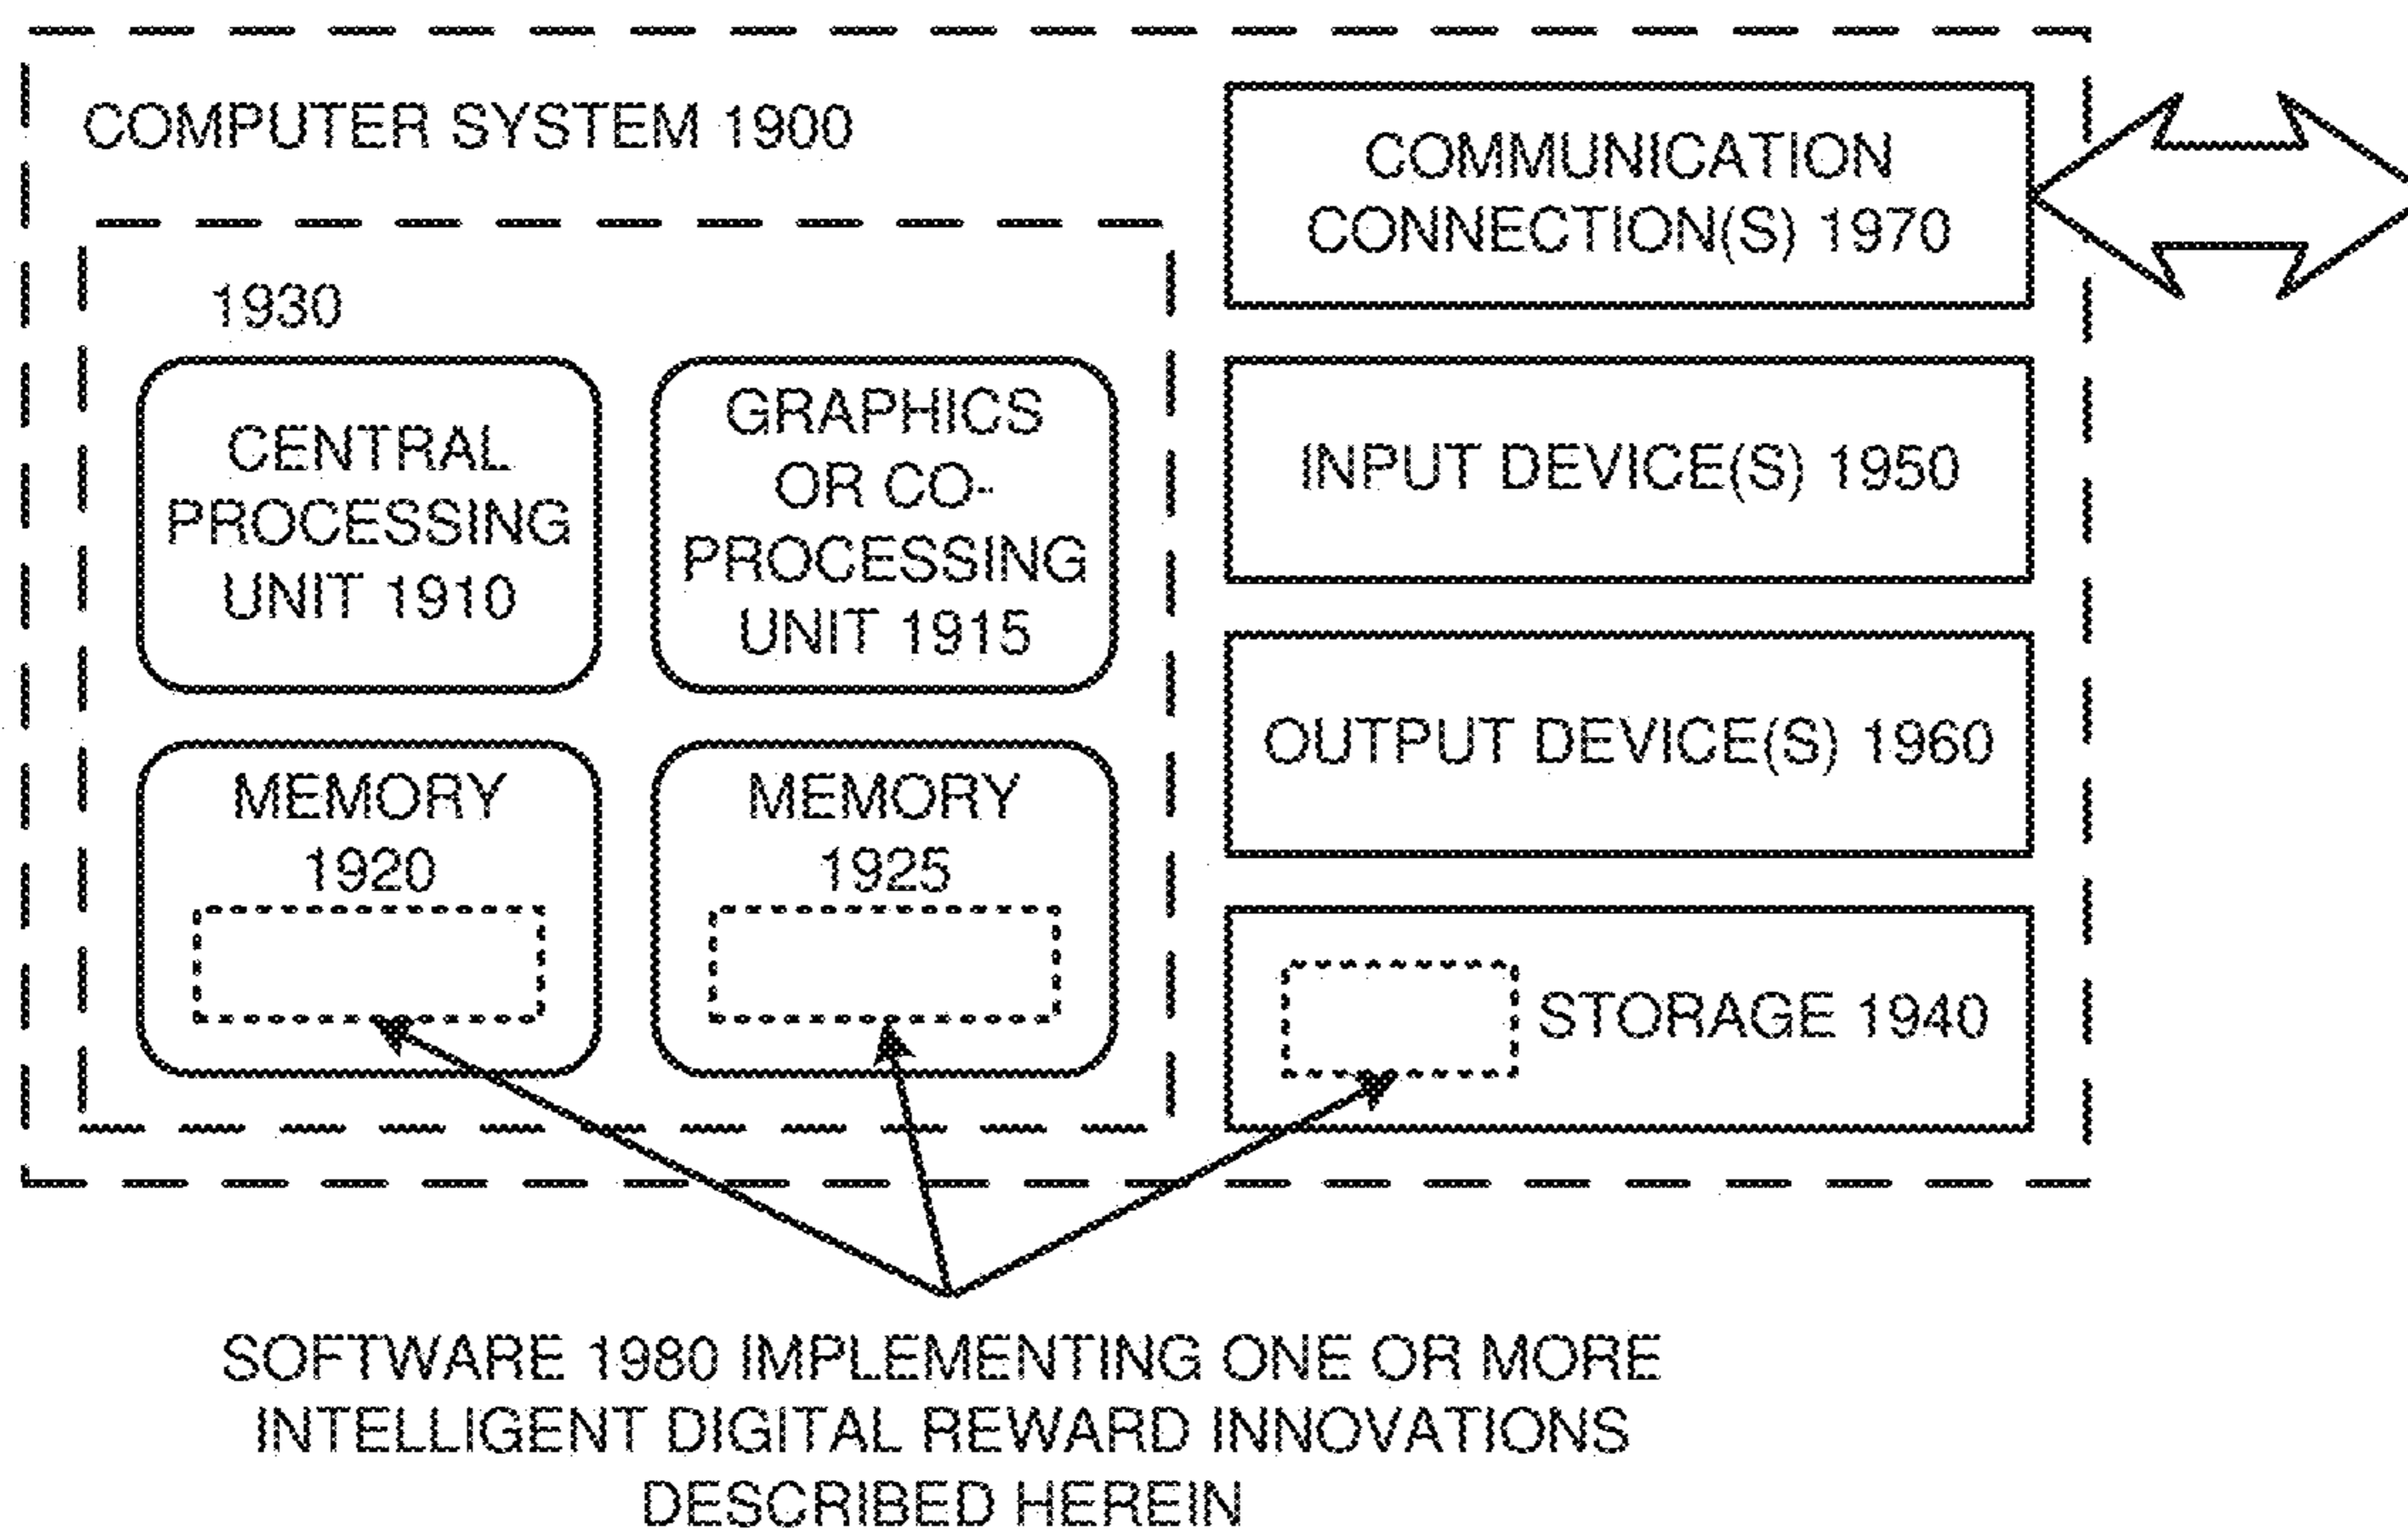 COMPUTER SYSTEM 1900
1930
CENTRAL
PROCESSING
UNIT 1910
GRAPHICS
OR CO-
PROCESSING
UNIT 1915
MEMORY
1920
MEMORY
1925
COMMUNICATION
CONNECTION(S) 1970
INPUT DEVICE(S) 1950
OUTPUT DEVICE(S) 1960
STORAGE 1940
SOFTWARE 1980 IMPLEMENTING ONE OR MORE
INTELLIGENT DIGITAL REWARD INNOVATIONS
DESCRIBED HEREIN